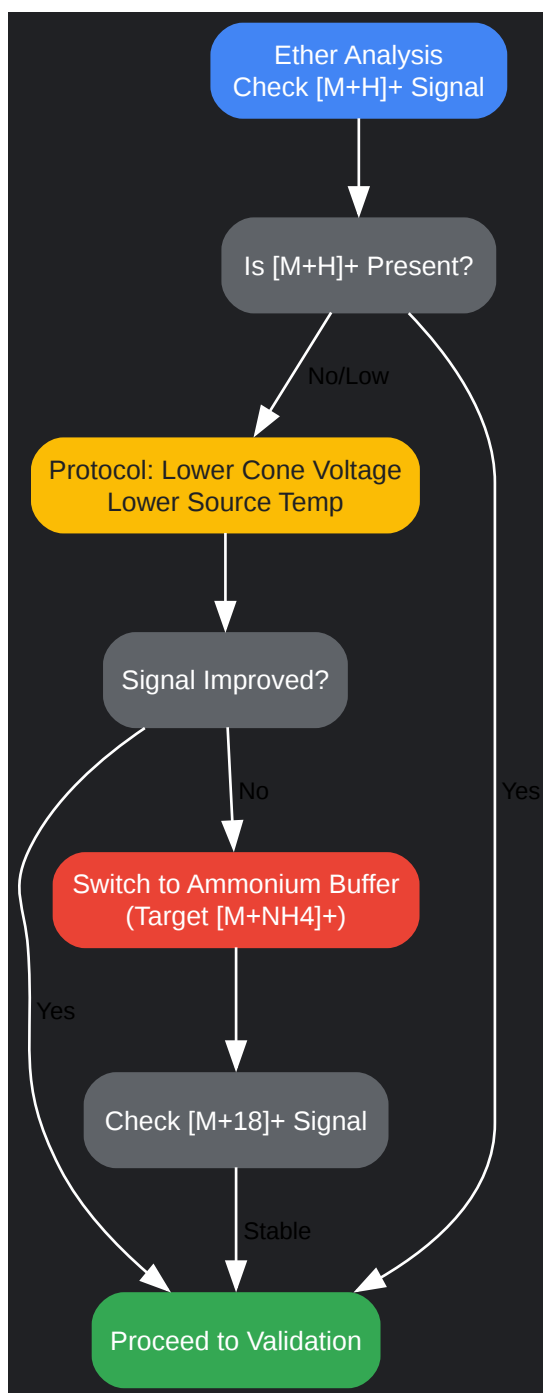 Ether Analysis
Check [M+H]+ Signal
Is [M+H]+ Present?
No/Low
Protocol: Lower Cone Voltage
Lower Source Temp
Signal Improved?
No
Yes
Switch to Ammonium Buffer
(Target [M+NH4]+)
Yes
Check [M+18]+ Signal
Stable
Proceed to Validation